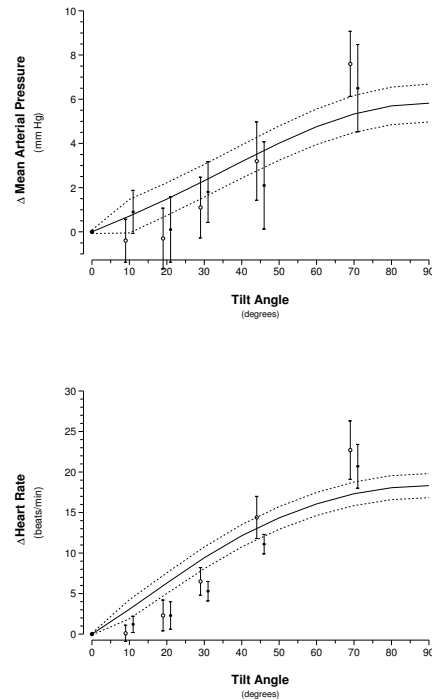 10
8
6
4
2
0
Δ Mean Arterial Pressure
(mm Hg)
0 10 20 30 40 50 60 70 80 90
Tilt Angle
(degrees)
30
25
20
15
10
5
0
Δ Heart Rate
(beats/min)
0 10 20 30 40 50 60 70 80 90
Tilt Angle
(degrees)